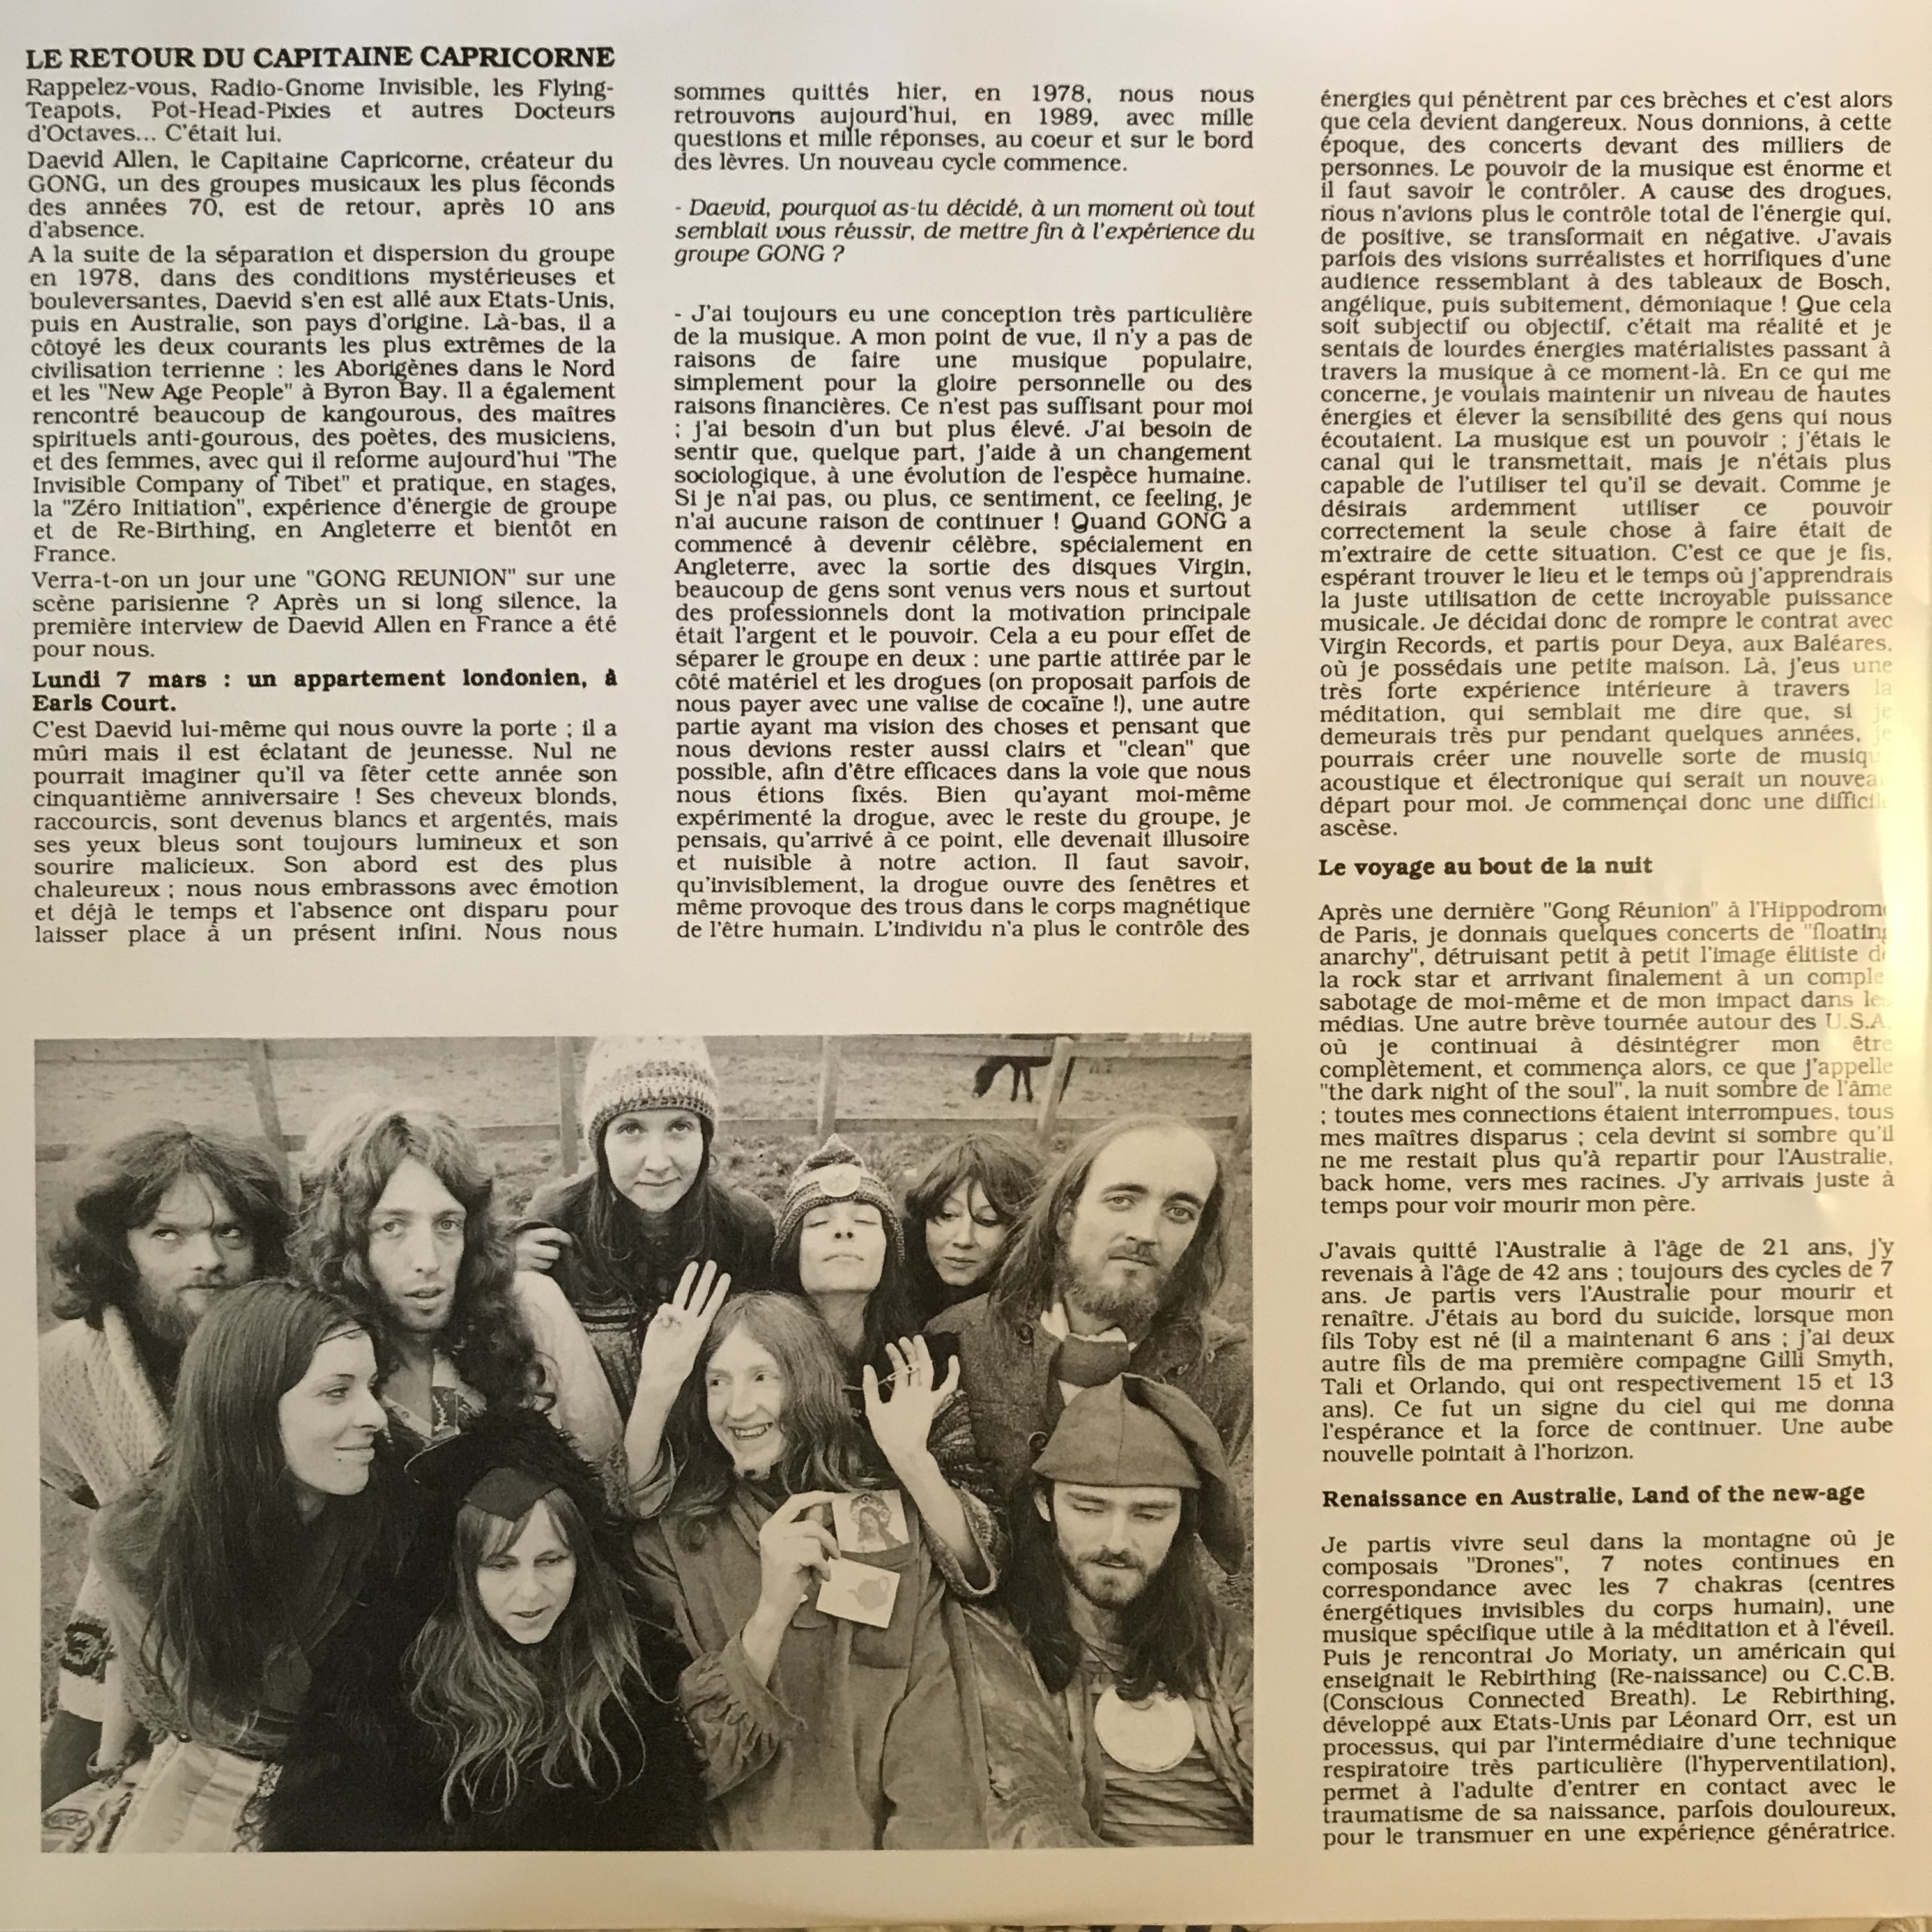 LE RETOUR DU CAPITAINE CAPRICORNE
Rappelez-vous, Radio-Gnome Invisible, les Flying-
Teapots, Pot-Head-Pixies et autres Docteurs
d'Octaves... C'était lui.
Daevid Allen, le Capitaine Capricorne, créateur du
GONG, un des groupes musicaux les plus féconds
des années 70, est de retour, après 10 ans
d'absence.
A la suite de la séparation et dispersion du groupe
en 1978, dans des conditions mystérieuses et
bouleversantes, Daevid s'en est allé aux Etats-Unis,
puis en Australie, son pays d'origine. Là-bas, il a
côtoyé les deux courants les plus extrêmes de la
civilisation terrienne : les Aborigènes dans le Nord
et les "New Age People" à Byron Bay. Il a également
rencontré beaucoup de kangourous, des maîtres
spirituels anti-gourous, des poètes, des musiciens,
et des femmes, avec qui il reforme aujourd'hui "The
Invisible Company of Tibet" et pratique, en stages,
la "Zéro Initiation", expérience d'énergie de groupe
et de Re-Birthing, en Angleterre et bientôt en
France.
Verra-t-on un jour une "GONG REUNION" sur une
scène parisienne ? Après un si long silence, la
première interview de Daevid Allen en France a été
pour nous.
Lundi 7 mars : un appartement londonien, à
Earls Court.
C'est Daevid lui-même qui nous ouvre la porte ; il a
mûri mais il est éclatant de jeunesse. Nul ne
pourrait imaginer qu'il va fêter cette année son
cinquantième anniversaire ! Ses cheveux blonds,
raccourcis, sont devenus blancs et argentés, mais
ses yeux bleus sont toujours lumineux et son
sourire malicieux. Son abord est des plus
chaleureux ; nous nous embrassons avec émotion
et déjà le temps et l'absence ont disparu pour
laisser place à un présent infini. Nous nous
sommes quittés hier, en 1978, nous nous
retrouvons aujourd'hui, en 1989, avec mille
questions et mille réponses, au coeur et sur le bord
des lèvres. Un nouveau cycle commence.
- Daevid, pourquoi as-tu décidé, à un moment où tout
semblait vous réussir, de mettre fin à l'expérience du
groupe GONG ?
- J'ai toujours eu une conception très particulière
de la musique. A mon point de vue, il n'y a pas de
raisons de faire une musique populaire,
simplement pour la gloire personnelle ou des
raisons financières. Ce n'est pas suffisant pour moi
; j'ai besoin d'un but plus élevé. J'ai besoin de
sentir que, quelque part, j'aide à un changement
sociologique, à une évolution de l'espèce humaine.
Si je n'ai pas, ou plus, ce sentiment, ce feeling, je
n'ai aucune raison de continuer ! Quand GONG a
commencé à devenir célèbre, spécialement en
Angleterre, avec la sortie des disques Virgin,
beaucoup de gens sont venus vers nous et surtout
des professionnels dont la motivation principale
était l'argent et le pouvoir. Cela a eu pour effet de
séparer le groupe en deux : une partie attirée par le
côté matériel et les drogues (on proposait parfois de
nous payer avec une valise de cocaïne !), une autre
partie ayant ma vision des choses et pensant que
nous devions rester aussi clairs et "clean" que
possible, afin d'être efficaces dans la voie que nous
nous étions fixés. Bien qu'ayant moi-même
expérimenté la drogue, avec le reste du groupe, je
pensais, qu'arrivé à ce point, elle devenait illusoire
et nuisible à notre action. Il faut savoir,
qu'invisiblement, la drogue ouvre des fenêtres et
même provoque des trous dans le corps magnétique
de l'être humain. L'individu n'a plus le contrôle des
énergies qui pénètrent par ces brèches et c'est alors
que cela devient dangereux. Nous donnions, à cette
époque, des concerts devant des milliers de
personnes. Le pouvoir de la musique est énorme et
il faut savoir le contrôler. A cause des drogues,
nous n'avions plus le contrôle total de l'énergie qui,
de positive, se transformait en négative. J'avais
parfois des visions surréalistes et horrifiques d'une
audience ressemblant à des tableaux de Bosch,
angélique, puis subitement, démoniaque ! Que cela
soit subjectif ou objectif, c'était ma réalité et je
sentais de lourdes énergies matérialistes passant à
travers la musique à ce moment-là. En ce qui me
concerne, je voulais maintenir un niveau de hautes
énergies et élever la sensibilité des gens qui nous
écoutaient. La musique est un pouvoir ; j'étais le
canal qui le transmettait, mais je n'étais plus
capable de l'utiliser tel qu'il se devait. Comme je
désirais ardemment utiliser ce pouvoir
correctement la seule chose à faire était de
m'extraire de cette situation. C'est ce que je fis,
espérant trouver le lieu et le temps où j'apprendrais
la juste utilisation de cette incroyable puissance
musicale. Je décidai donc de rompre le contrat avec
Virgin Records, et partis pour Deya, aux Baléares,
où je possédais une petite maison. Là, j'eus une
très forte expérience intérieure à travers la
méditation, qui semblait me dire que, si je
demeurais très pur pendant quelques années, je
pourrais créer une nouvelle sorte de musique
acoustique et électronique qui serait un nouveau
départ pour moi. Je commençai donc une difficile
ascèse.
Le voyage au bout de la nuit
Après une dernière "Gong Réunion" à l'Hippodrome
de Paris, je donnais quelques concerts de "floating
anarchy", détruisant petit à petit l'image élitiste de
la rock star et arrivant finalement à un complet
sabotage de moi-même et de mon impact dans les
médias. Une autre brève tournée autour des U.S.A.
où je continuai à désintégrer mon être
complètement, et commença alors, ce que j'appelle
"the dark night of the soul", la nuit sombre de l'âme
; toutes mes connections étaient interrompues, tous
mes maîtres disparus ; cela devint si sombre qu'il
ne me restait plus qu'à repartir pour l'Australie,
back home, vers mes racines. J'y arrivais juste à
temps pour voir mourir mon père.
J'avais quitté l'Australie à l'âge de 21 ans, j'y
revenais à l'âge de 42 ans ; toujours des cycles de 7
ans. Je partis vers l'Australie pour mourir et
renaître. J'étais au bord du suicide, lorsque mon
fils Toby est né (il a maintenant 6 ans ; j'ai deux
autre fils de ma première compagne Gilli Smyth,
Tali et Orlando, qui ont respectivement 15 et 13
ans). Ce fut un signe du ciel qui me donna
l'espérance et la force de continuer. Une aube
nouvelle pointait à l'horizon.
Renaissance en Australie, Land of the new-age
Je partis vivre seul dans la montagne où je
composais "Drones", 7 notes continues en
correspondance avec les 7 chakras (centres
énergétiques invisibles du corps humain), une
musique spécifique utile à la méditation et à l'éveil.
Puis je rencontrai Jo Moriaty, un américain qui
enseignait le Rebirthing (Re-naissance) ou C.C.B.
(Conscious Connected Breath). Le Rebirthing,
développé aux Etats-Unis par Léonard Orr, est un
processus, qui par l'intermédiaire d'une technique
respiratoire très particulière (l'hyperventilation),
permet à l'adulte d'entrer en contact avec le
traumatisme de sa naissance, parfois douloureux,
pour le transmuer en une expérience génératrice.